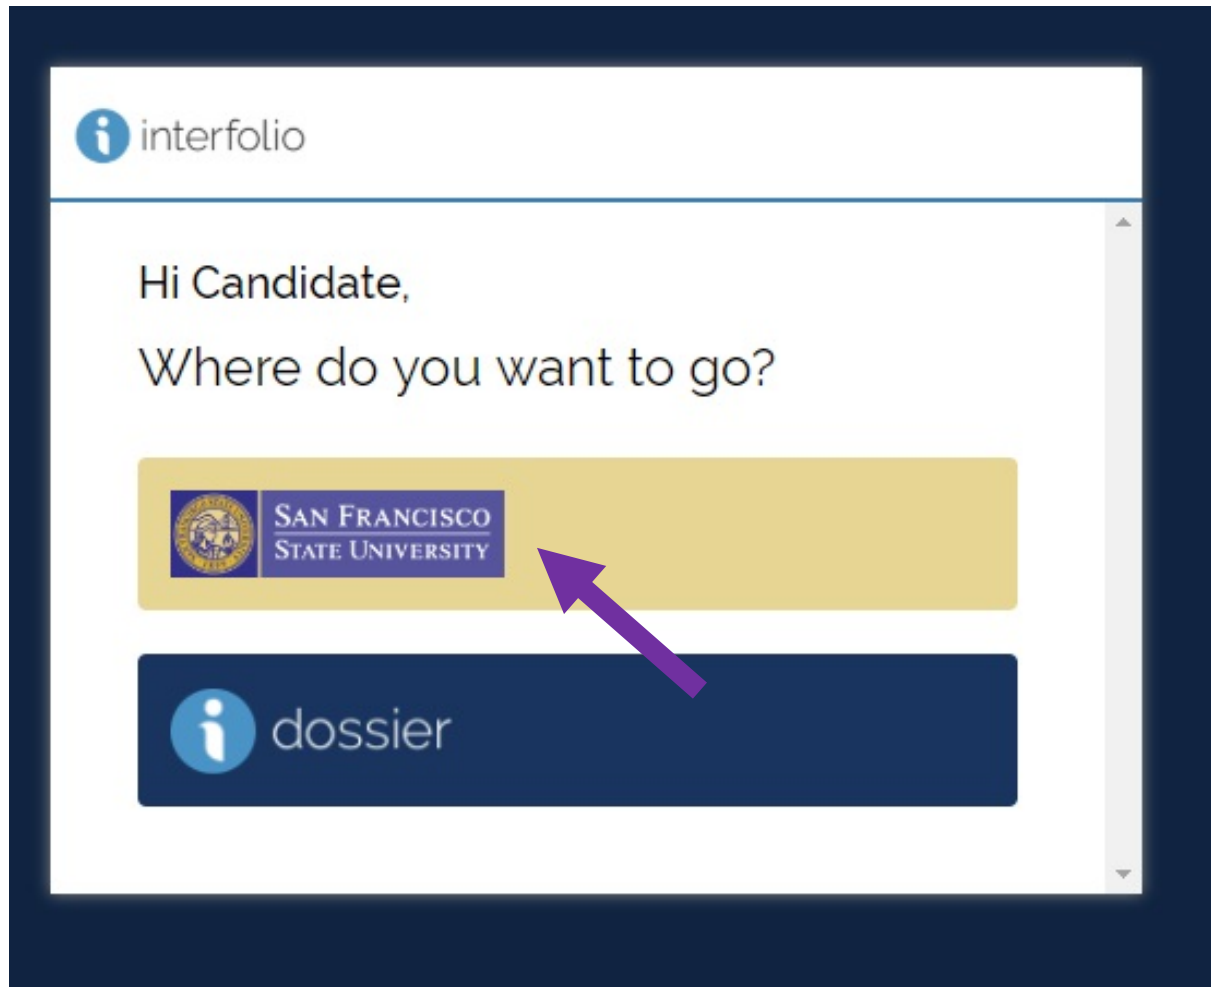 interfolio
Hi Candidate,
Where do you want to go?
SAN FRANCISCO
STATE UNIVERSITY
dossier